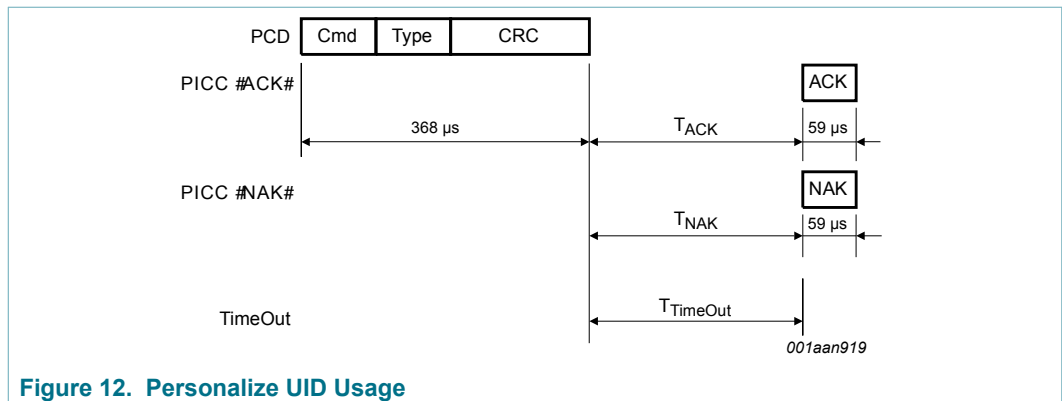 PCD Cmd Type CRC
PICC #ACK# ACK
368 µs TACK 59 µs
PICC #NAK# NAK
TNAK 59 µs
TimeOut TTimeOut
001aan919
Figure 12. Personalize UID Usage